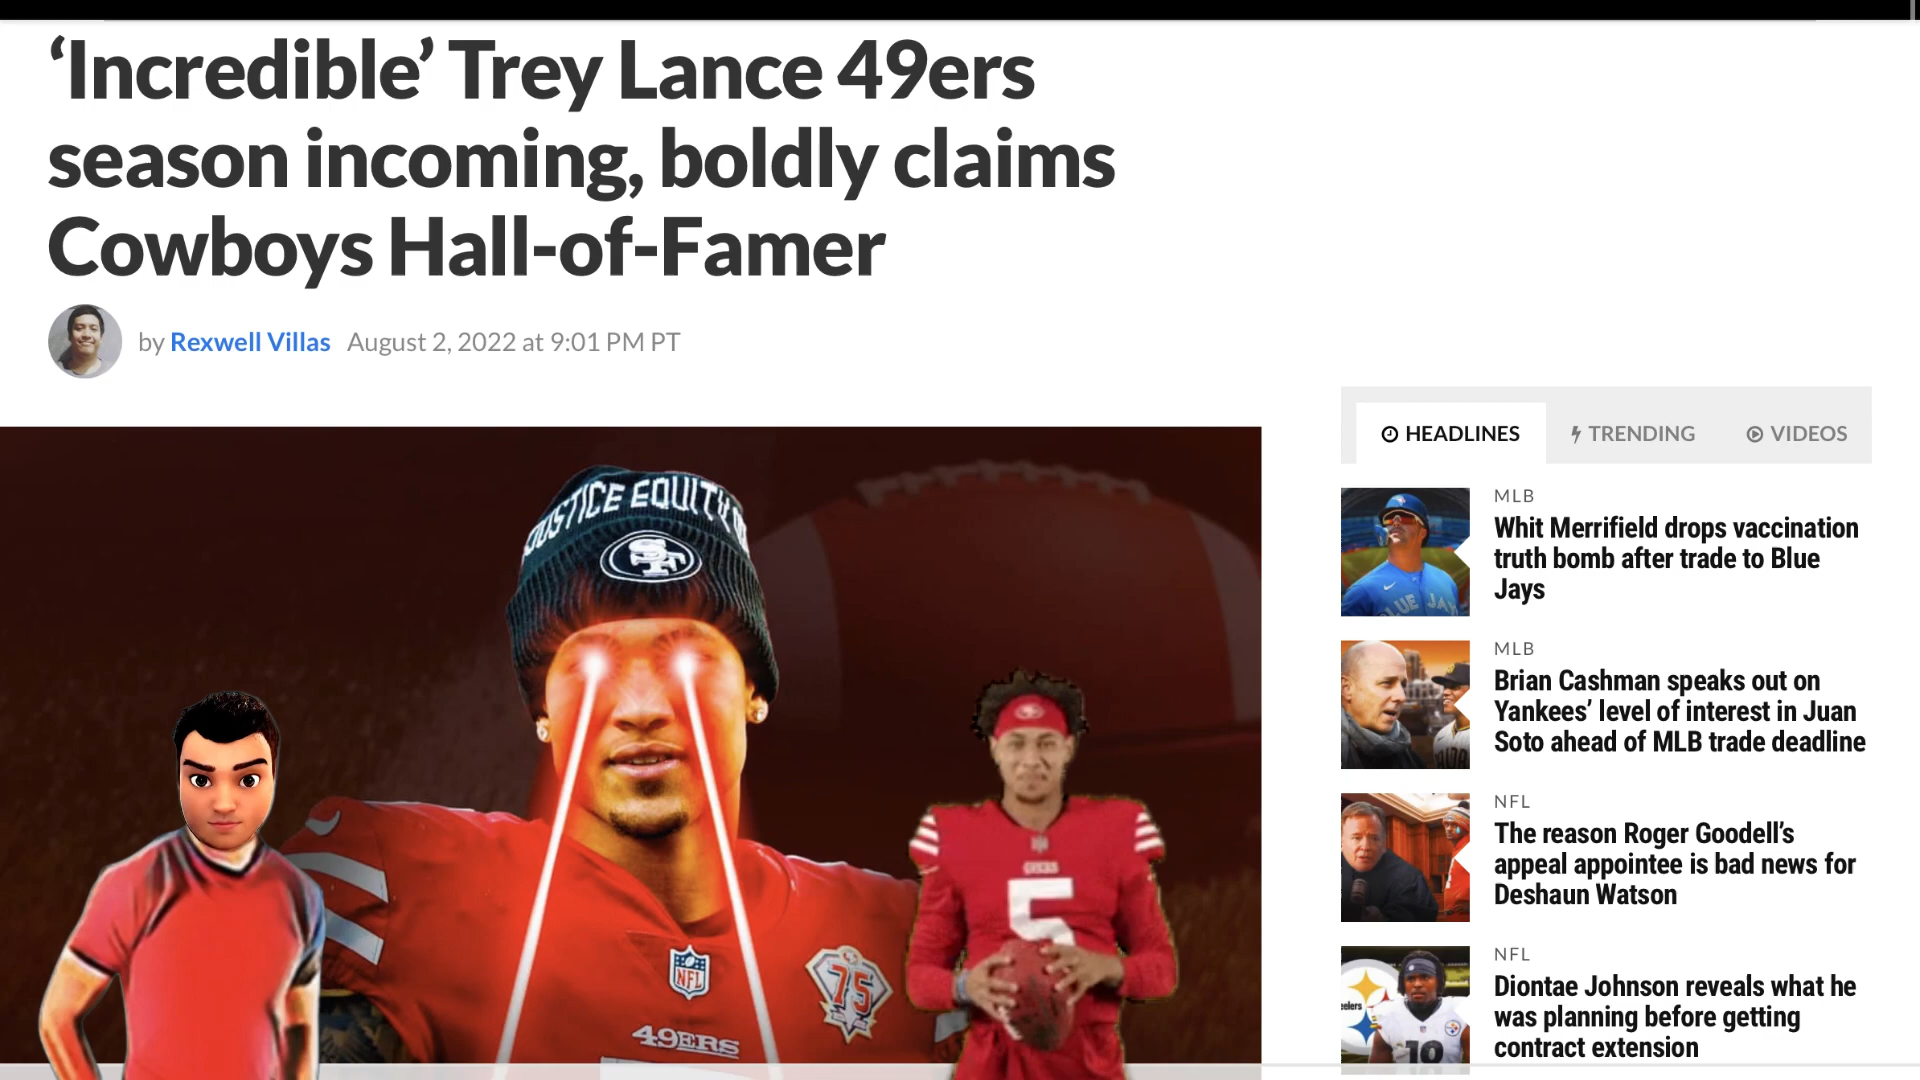 ‘Incredible’ Trey Lance 49ers
season incoming, boldly claims
Cowboys Hall-of-Famer
by Rexwell Villas August 2, 2022 at 9:01 PM PT
HEADLINES TRENDING VIDEOS
MLB
Whit Merrifield drops vaccination
truth bomb after trade to Blue
Jays
MLB
Brian Cashman speaks out on
Yankees’ level of interest in Juan
Soto ahead of MLB trade deadline
NFL
The reason Roger Goodell’s
appeal appointee is bad news for
Deshaun Watson
NFL
Diontae Johnson reveals what he
was planning before getting
contract extension
JUSTICE EQUITY
SF
NFL
75
49ERS
49ERS
5